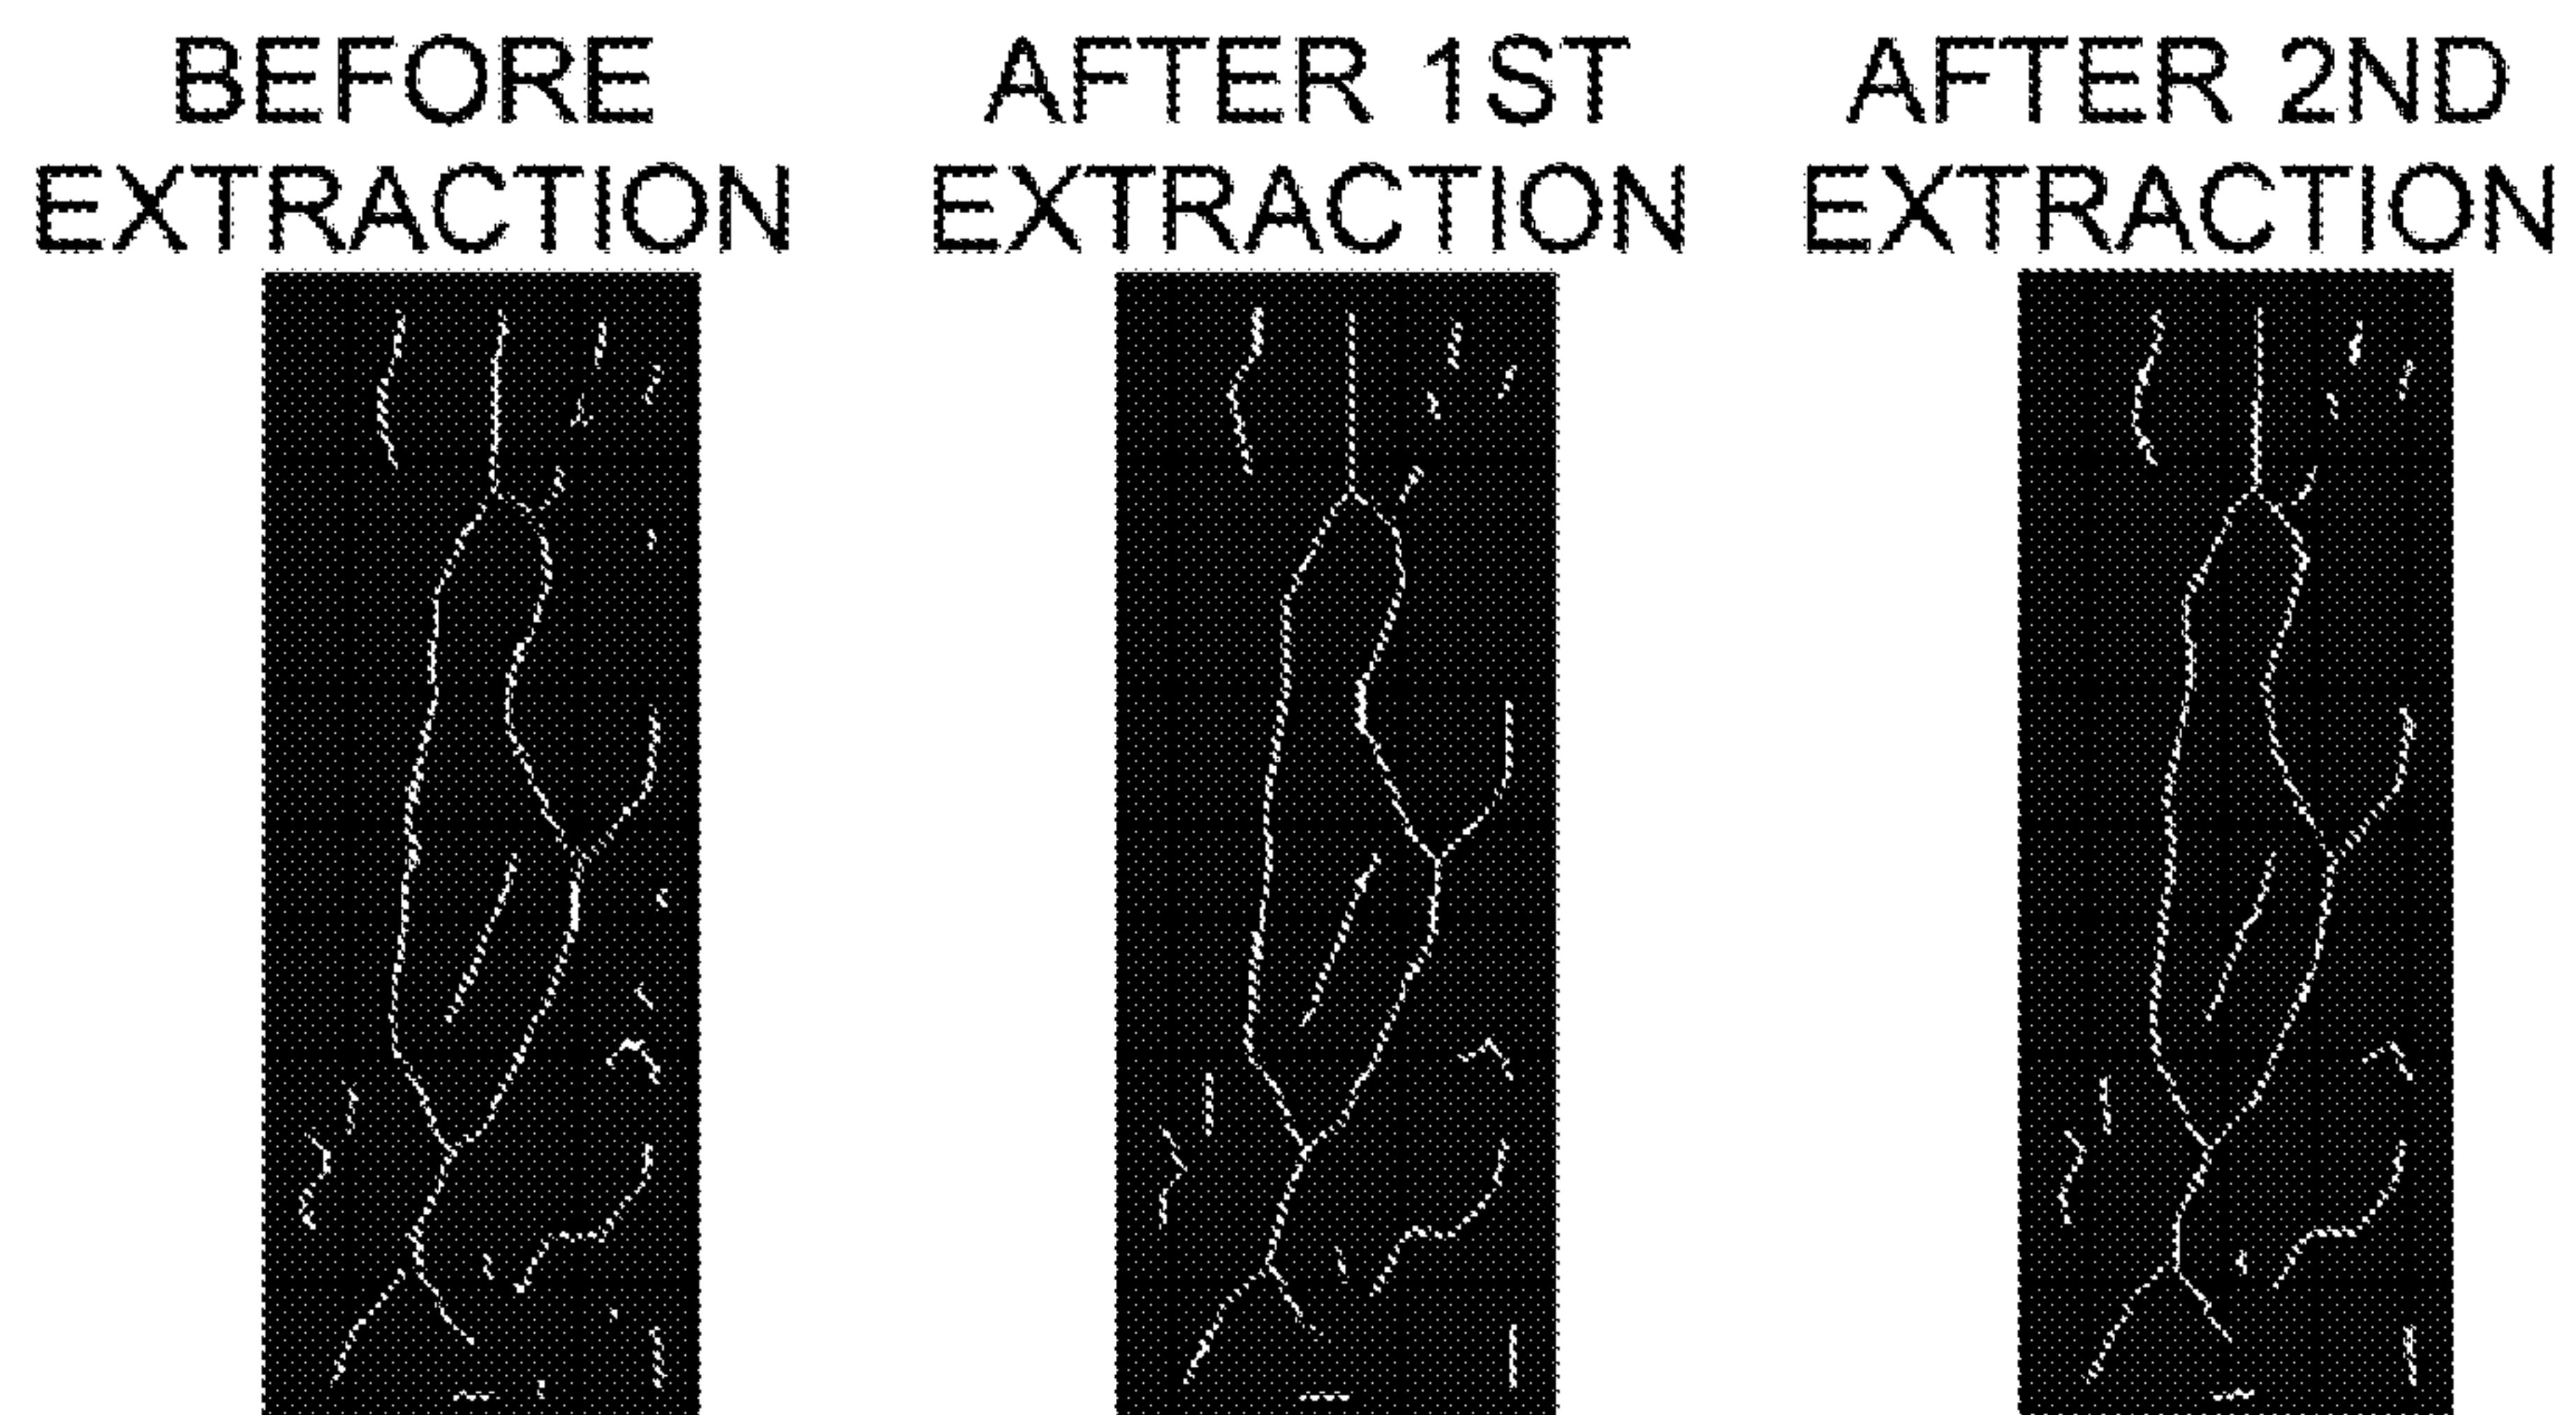 BEFORE
EXTRACTION
AFTER 1ST
EXTRACTION
AFTER 2ND
EXTRACTION